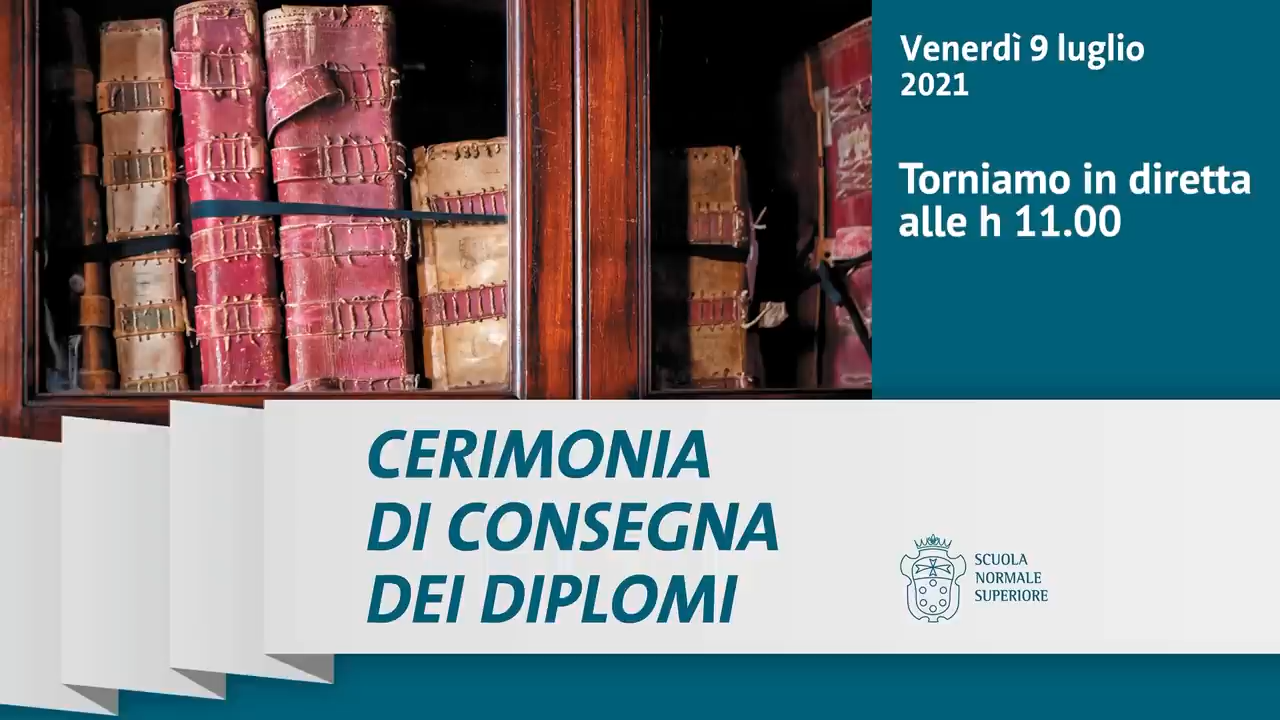 Venerdì 9 luglio
2021
Torniamo in diretta
alle h 11.00
CERIMONIA
DI CONSEGNA
DEI DIPLOMI
SCUOLA
NORMALE
SUPERIORE